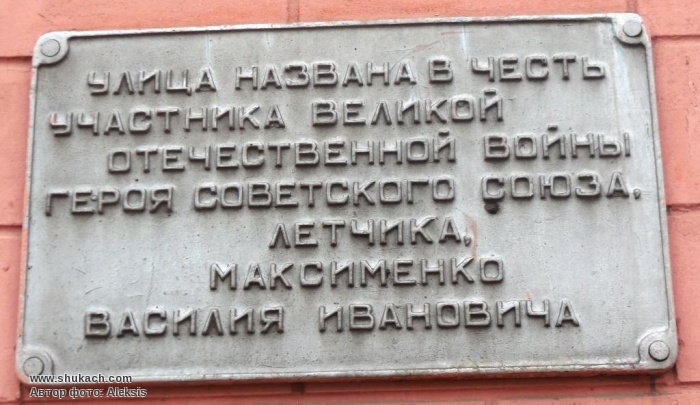 УЛИЦА НАЗВАНА В ЧЕСТЬ
УЧАСТНИКА ВЕЛИКОЙ
ОТЕЧЕСТВЕННОЙ ВОЙНЫ
ГЕРОЯ СОВЕТСКОГО СОЮЗА,
ЛЕТЧИКА,
МАКСИМЕНКО
ВАСИЛИЯ ИВАНОВИЧА
www.shukach.com
Автор фото: Aleksis